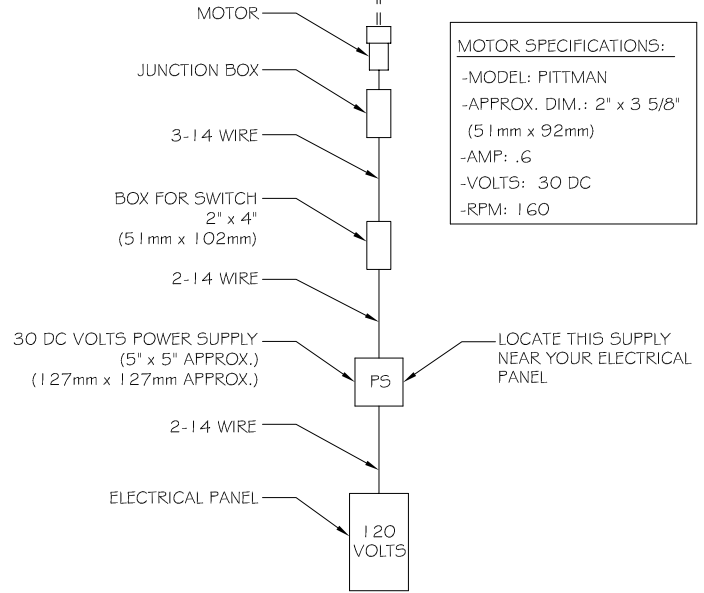 MOTOR
JUNCTION BOX
3-14 WIRE
BOX FOR SWITCH
2" x 4"
(51mm x 102mm)
2-14 WIRE
30 DC VOLTS POWER SUPPLY
(5" x 5" APPROX.)
(127mm x 127mm APPROX.)
PS
LOCATE THIS SUPPLY
NEAR YOUR ELECTRICAL
PANEL
2-14 WIRE
ELECTRICAL PANEL
120
VOLTS
MOTOR SPECIFICATIONS:
-MODEL: PITTMAN
-APPROX. DIM.: 2" x 3 5/8"
(51mm x 92mm)
-AMP: .6
-VOLTS: 30 DC
-RPM: 160